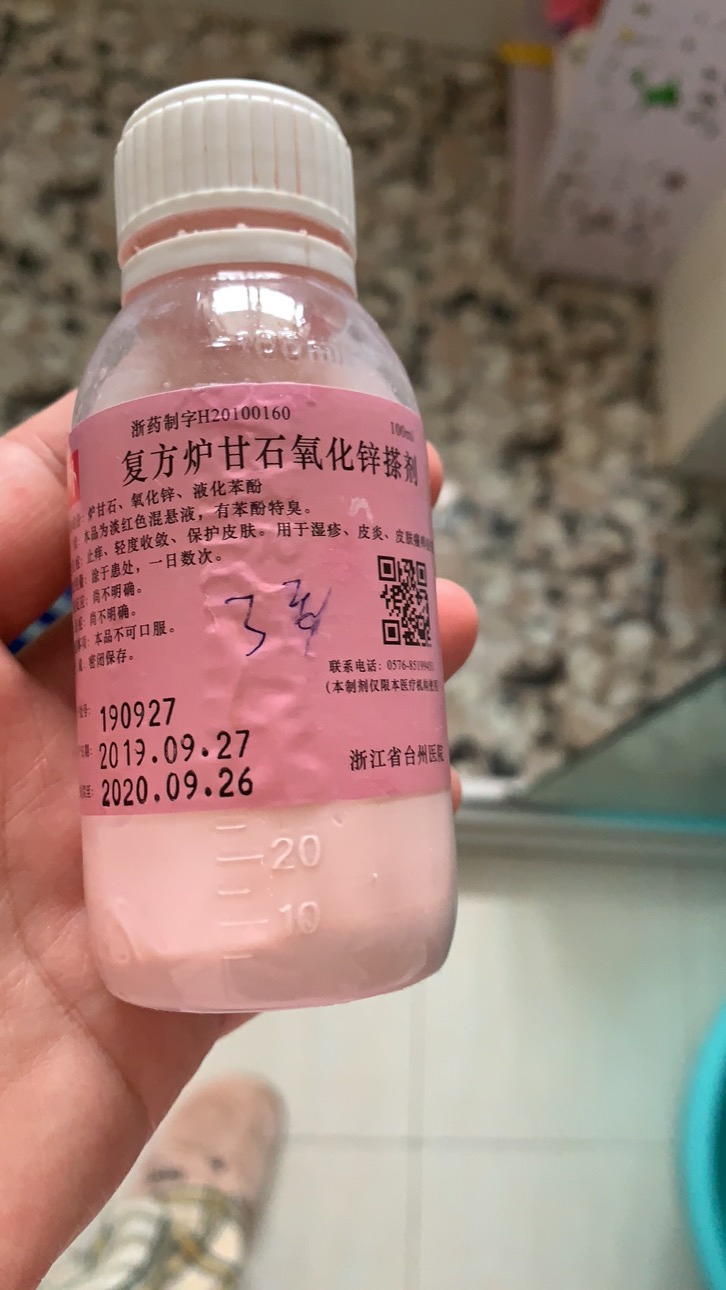 100ml
浙药制字H20100160
100ml
复方炉甘石氧化锌搽剂
炉甘石、氧化锌、液化苯酚
本品为淡红色混悬液，有苯酚特臭。
止痒、轻度收敛、保护皮肤。用于湿疹、皮炎、皮肤瘙痒
涂于患处，一日数次。
尚不明确。
尚不明确。
本品不可口服。
密闭保存。
3
联系电话：0576-85199
(本制剂仅限本医疗机构使用
190927
2019.09.27
2020.09.26
浙江省台州医院
20
10